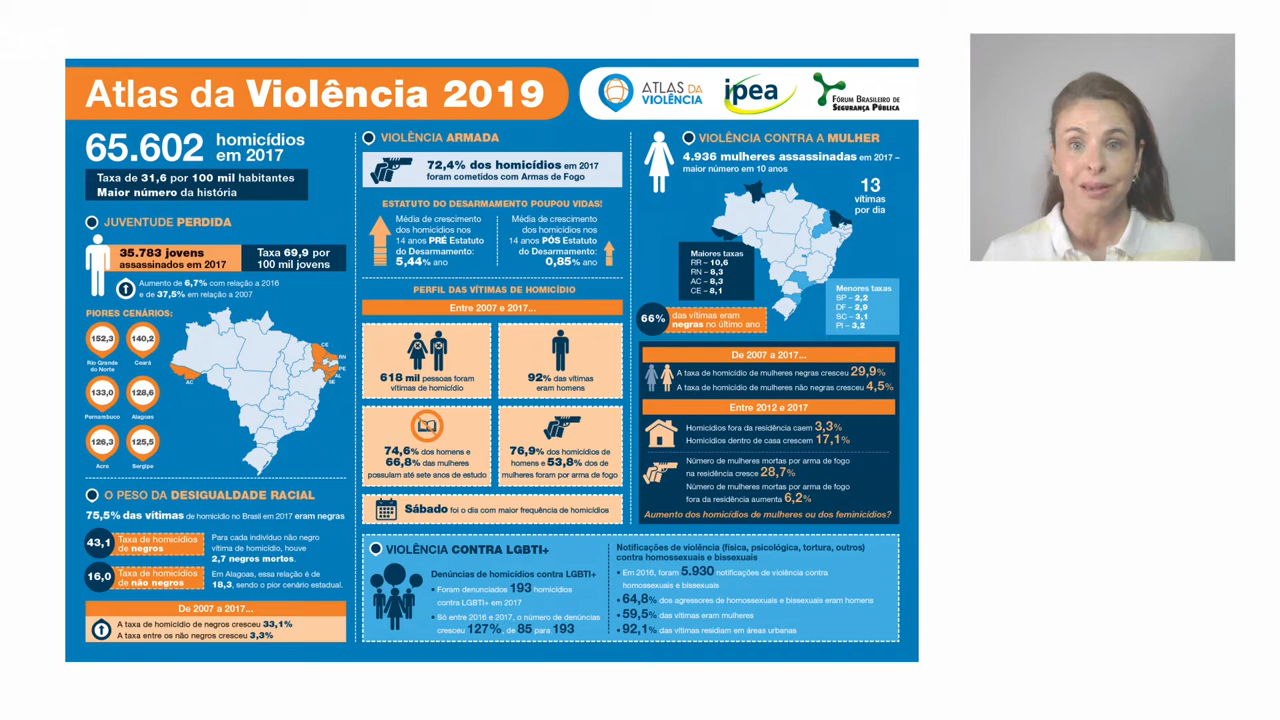 Atlas da Violência 2019
ATLAS DA
VIOLÊNCIA
ipea
FÓRUM BRASILEIRO DE
SEGURANÇA PÚBLICA
65.602 homicídios
em 2017
Taxa de 31,6 por 100 mil habitantes
Maior número da história
JUVENTUDE PERDIDA
35.783 jovens
assassinados em 2017
Taxa 69,9 por
100 mil jovens
Aumento de 6,7% com relação a 2016
e de 37,5% em relação a 2007
PIORES CENÁRIOS:
152,3
Rio Grande
do Norte
140,2
Ceará
133,0
Pernambuco
128,6
Alagoas
126,3
Acre
125,5
Sergipe
CE
RN
PE
AL
SE
AC
O PESO DA DESIGUALDADE RACIAL
75,5% das vítimas de homicídio no Brasil em 2017 eram negras
43,1 Taxa de homicídios
de negros
16,0 Taxa de homicídios
de não negros
Para cada indivíduo não negro
vítima de homicídio, houve
2,7 negros mortos.
Em Alagoas, essa relação é de
18,3, sendo o pior cenário estadual.
De 2007 a 2017...
A taxa de homicídio de negros cresceu 33,1%
A taxa entre os não negros cresceu 3,3%
VIOLÊNCIA ARMADA
72,4% dos homicídios em 2017
foram cometidos com Armas de Fogo
ESTATUTO DO DESARMAMENTO POUPOU VIDAS!
Média de crescimento
dos homicídios nos
14 anos PRÉ Estatuto
do Desarmamento:
5,44% ano
Média de crescimento
dos homicídios nos
14 anos PÓS Estatuto
do Desarmamento:
0,85% ano
PERFIL DAS VÍTIMAS DE HOMICÍDIO
Entre 2007 e 2017...
618 mil pessoas foram
vítimas de homicídio
92% das vítimas
eram homens
74,6% dos homens e
66,8% das mulheres
possuíam até sete anos de estudo
76,9% dos homicídios de
homens e 53,8% dos de
mulheres foram por arma de fogo
Sábado foi o dia com maior frequência de homicídios
VIOLÊNCIA CONTRA A MULHER
4.936 mulheres assassinadas em 2017 –
maior número em 10 anos
13
vítimas
por dia
Maiores taxas
RR – 10,6
RN – 8,3
AC – 8,3
CE – 8,1
Menores taxas
SP – 2,2
DF – 2,9
SC – 3,1
PI – 3,2
66% das vítimas eram
negras no último ano
De 2007 a 2017...
A taxa de homicídio de mulheres negras cresceu 29,9%
A taxa de homicídio de mulheres não negras cresceu 4,5%
Entre 2012 e 2017
Homicídios fora da residência caem 3,3%
Homicídios dentro de casa crescem 17,1%
Número de mulheres mortas por arma de fogo
na residência cresce 28,7%
Número de mulheres mortas por arma de fogo
fora da residência aumenta 6,2%
Aumento dos homicídios de mulheres ou dos feminicídios?
VIOLÊNCIA CONTRA LGBTI+
Denúncias de homicídios contra LGBTI+
• Foram denunciados 193 homicídios
contra LGBTI+ em 2017
• Só entre 2016 e 2017, o número de denúncias
cresceu 127% de 85 para 193
Notificações de violência (física, psicológica, tortura, outros)
contra homossexuais e bissexuais
• Em 2016, foram 5.930 notificações de violência contra
homossexuais e bissexuais
• 64,8% dos agressores de homossexuais e bissexuais eram homens
• 59,5% das vítimas eram mulheres
• 92,1% das vítimas residiam em áreas urbanas